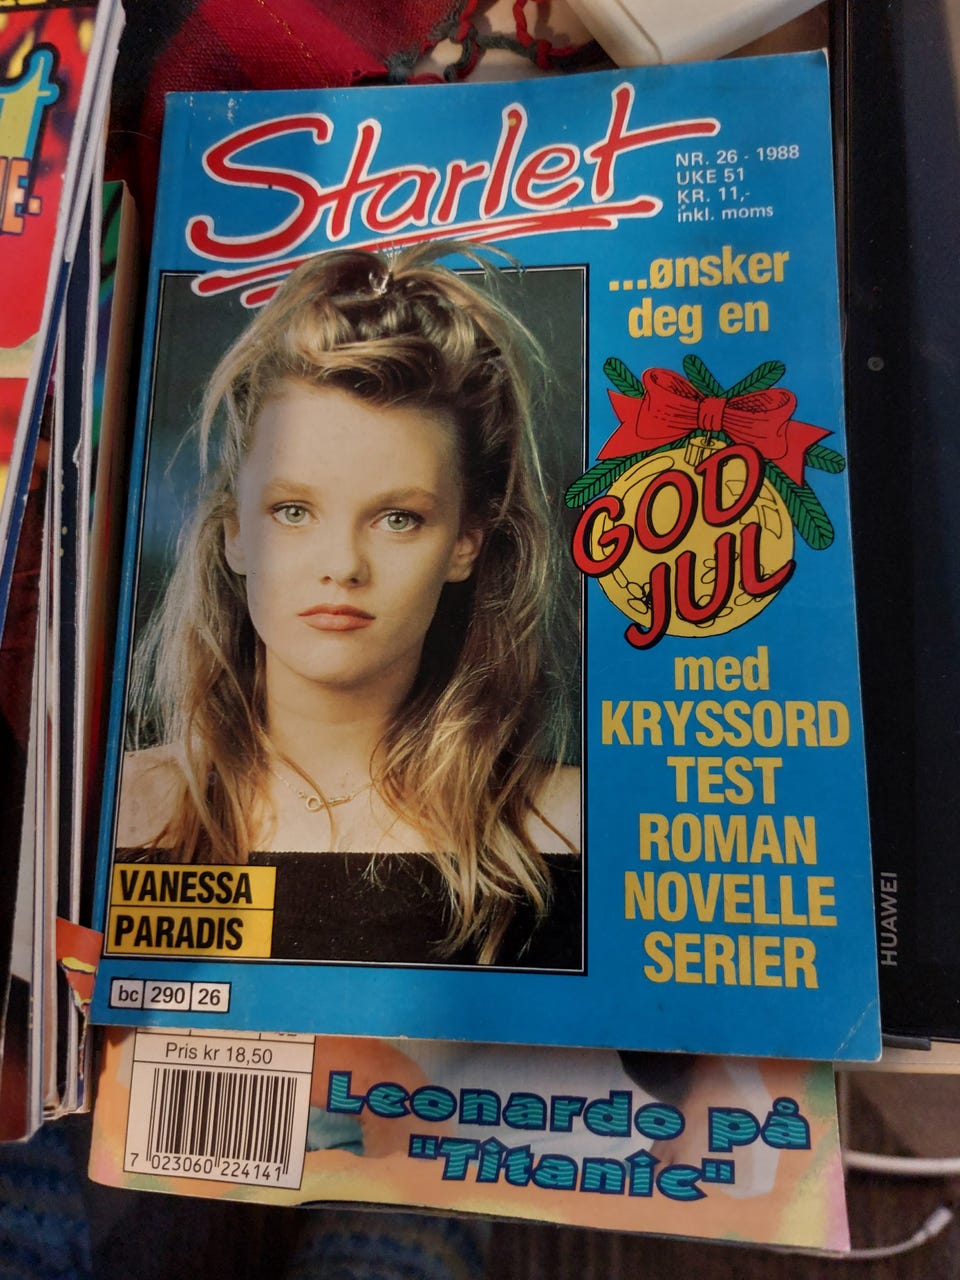 Starlet
NR. 26 - 1988
UKE 51
KR. 11,-
inkl. moms
...ønsker
deg en
GOD
JUL
med
KRYSSORD
TEST
ROMAN
NOVELLE
SERIER
VANESSA
PARADIS
bc 290 26
HUAWEI
Pris kr 18,50
7 023060 224141
Leonardo på
"Titanic"